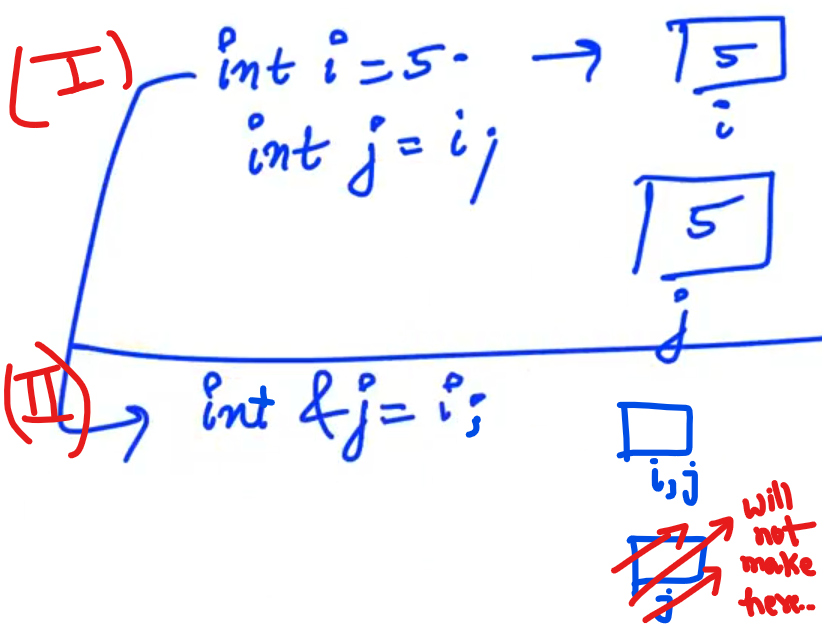 (I) int i = 5. → 5
i
int j = i;
5
j
(II) → int &j = i;
i, j
will
not
make
j here..